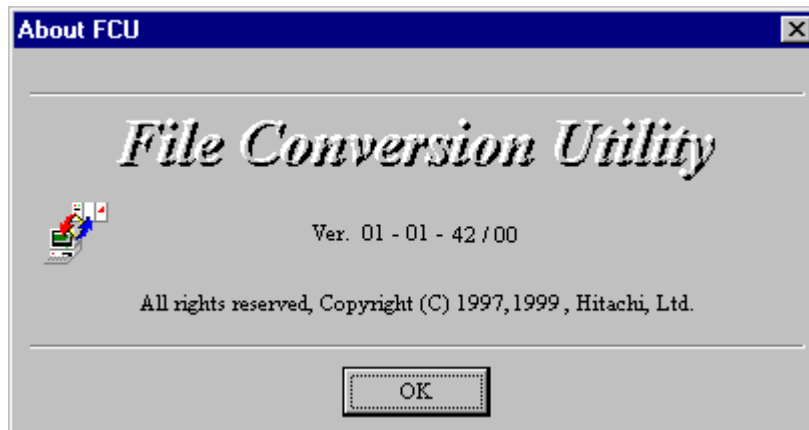 About FCU
File Conversion Utility
Ver. 01 - 01 - 42 / 00
All rights reserved, Copyright (C) 1997,1999 , Hitachi, Ltd.
OK